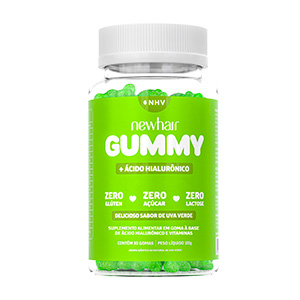 NHV
newhair
GUMMY
+ ÁCIDO HIALURÔNICO
ZERO ZERO ZERO
GLÚTEN AÇÚCAR LACTOSE
DELICIOSO SABOR DE UVA VERDE
SUPLEMENTO ALIMENTAR EM GOMA À BASE
DE ÁCIDO HIALURÔNICO E VITAMINAS